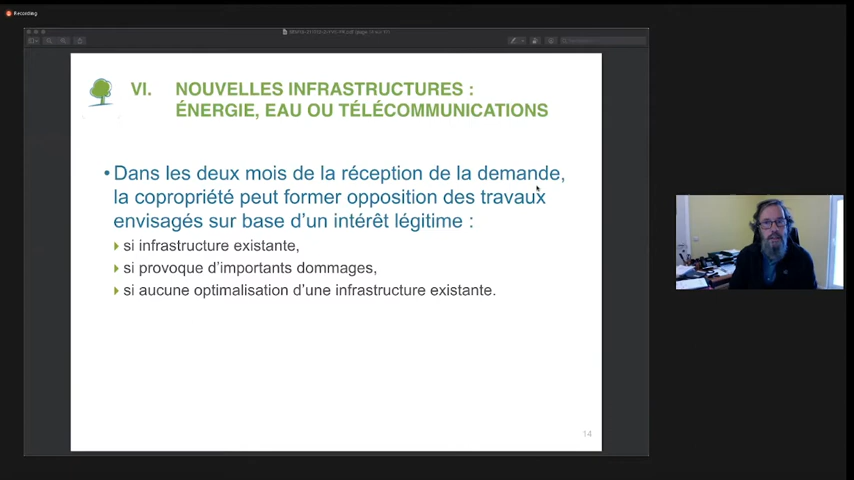 Recording
VI. NOUVELLES INFRASTRUCTURES :
ÉNERGIE, EAU OU TÉLÉCOMMUNICATIONS
• Dans les deux mois de la réception de la demande,
la copropriété peut former opposition des travaux
envisagés sur base d’un intérêt légitime :
si infrastructure existante,
si provoque d’importants dommages,
si aucune optimalisation d’une infrastructure existante.
14